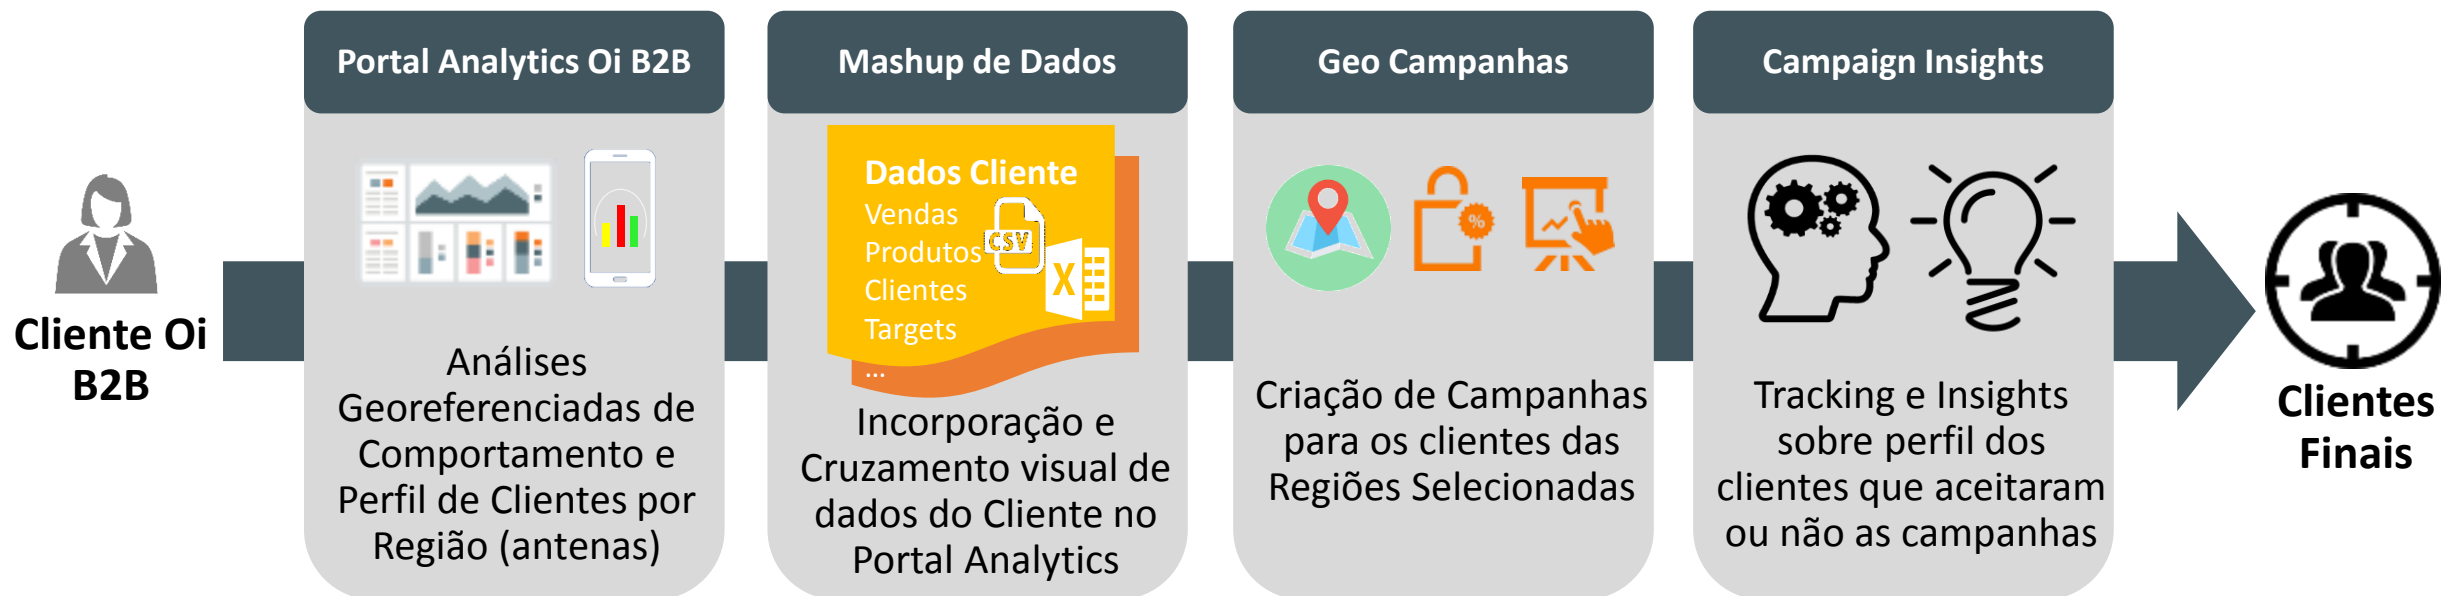 Cliente Oi
B2B
Portal Analytics Oi B2B
Análises
Georeferenciadas de
Comportamento e
Perfil de Clientes por
Região (antenas)
Mashup de Dados
Dados Cliente
Vendas
Produtos
Clientes
Targets
...
CSV
X
Incorporação e
Cruzamento visual de
dados do Cliente no
Portal Analytics
Geo Campanhas
%
Criação de Campanhas
para os clientes das
Regiões Selecionadas
Campaign Insights
Tracking e Insights
sobre perfil dos
clientes que aceitaram
ou não as campanhas
Clientes
Finais